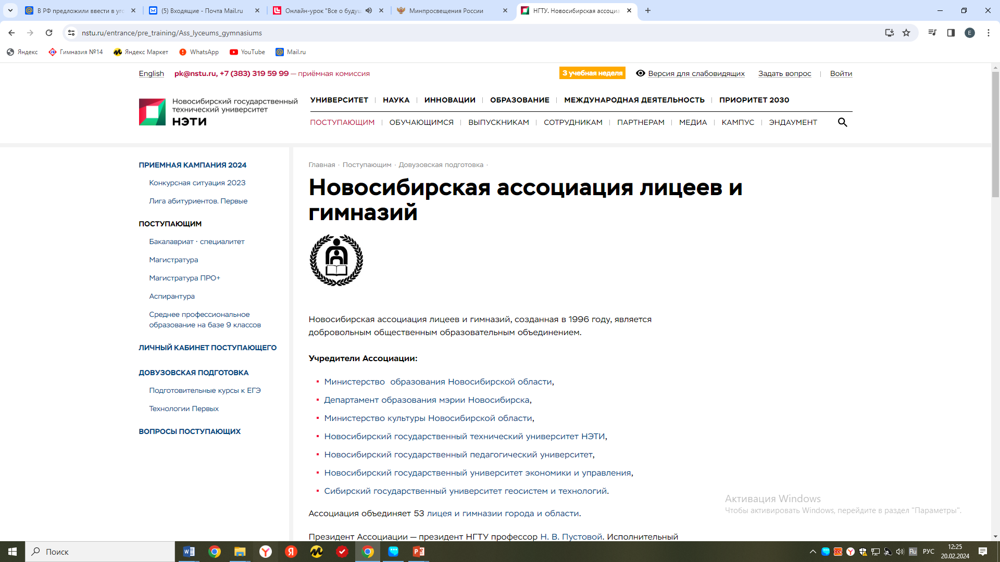 В РФ предложили ввести в уго
(5) Входящие - Почта Mail.ru
Онлайн-урок "Все о будущ
Минпросвещения России
НГТУ. Новосибирская ассоциа
nstu.ru/entrance/pre_training/Ass_lyceums_gymnasiums
E
Яндекс
Гимназия №14
Яндекс Маркет
WhatsApp
YouTube
Mail.ru
English
pk@nstu.ru, +7 (383) 319 59 99 — приёмная комиссия
3 учебная неделя
Версия для слабовидящих
Задать вопрос
Войти
Новосибирский государственный
технический университет
НЭТИ
УНИВЕРСИТЕТ | НАУКА | ИННОВАЦИИ | ОБРАЗОВАНИЕ | МЕЖДУНАРОДНАЯ ДЕЯТЕЛЬНОСТЬ | ПРИОРИТЕТ 2030
ПОСТУПАЮЩИМ | ОБУЧАЮЩИМСЯ | ВЫПУСКНИКАМ | СОТРУДНИКАМ | ПАРТНЕРАМ | МЕДИА | КАМПУС | ЭНДАУМЕНТ
ПРИЕМНАЯ КАМПАНИЯ 2024
Конкурсная ситуация 2023
Лига абитуриентов. Первые
ПОСТУПАЮЩИМ
Бакалавриат · специалитет
Магистратура
Магистратура ПРО+
Аспирантура
Среднее профессиональное
образование на базе 9 классов
ЛИЧНЫЙ КАБИНЕТ ПОСТУПАЮЩЕГО
ДОВУЗОВСКАЯ ПОДГОТОВКА
Подготовительные курсы к ЕГЭ
Технологии Первых
ВОПРОСЫ ПОСТУПАЮЩИХ
Главная · Поступающим · Довузовская подготовка ·
Новосибирская ассоциация лицеев и
гимназий
Новосибирская ассоциация лицеев и гимназий, созданная в 1996 году, является
добровольным общественным образовательным объединением.
Учредители Ассоциации:
Министерство образования Новосибирской области,
Департамент образования мэрии Новосибирска,
Министерство культуры Новосибирской области,
Новосибирский государственный технический университет НЭТИ,
Новосибирский государственный педагогический университет,
Новосибирский государственный университет экономики и управления,
Сибирский государственный университет геосистем и технологий.
Ассоциация объединяет 53 лицея и гимназии города и области.
Президент Ассоциации — президент НГТУ профессор Н. В. Пустовой. Исполнительный
Активация Windows
Чтобы активировать Windows, перейдите в раздел "Параметры".
Поиск
Ru
РУС
12:25
20.02.2024